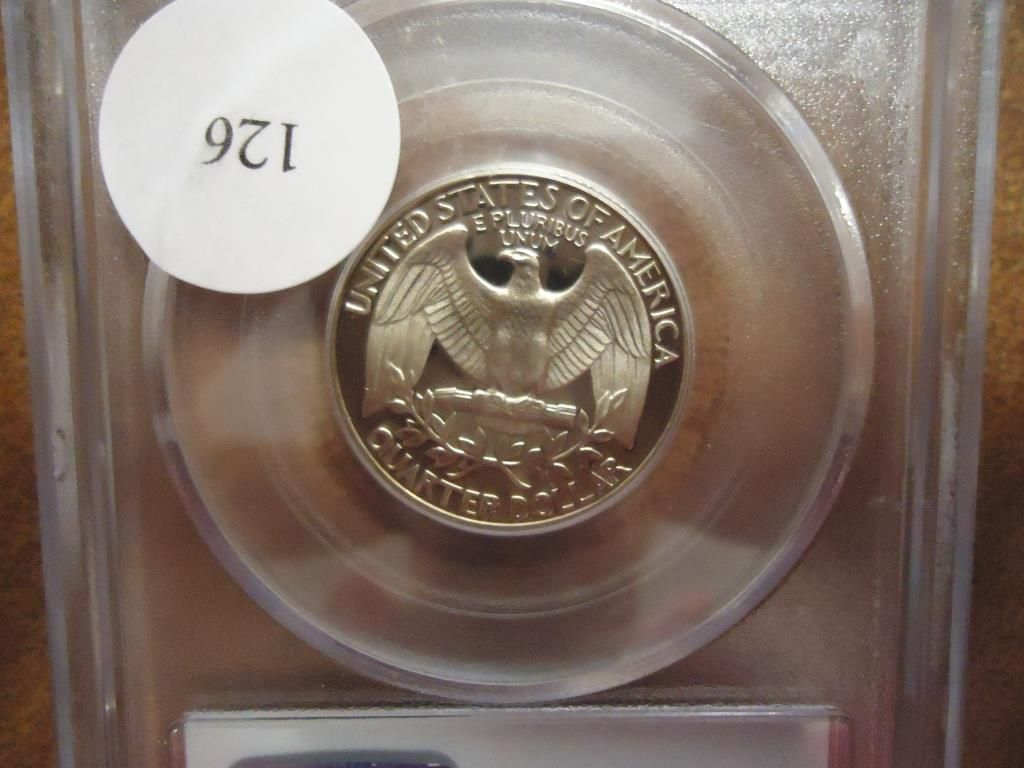 126
UNITED STATES OF AMERICA
E PLURIBUS
UNUM
QUARTER DOLLAR